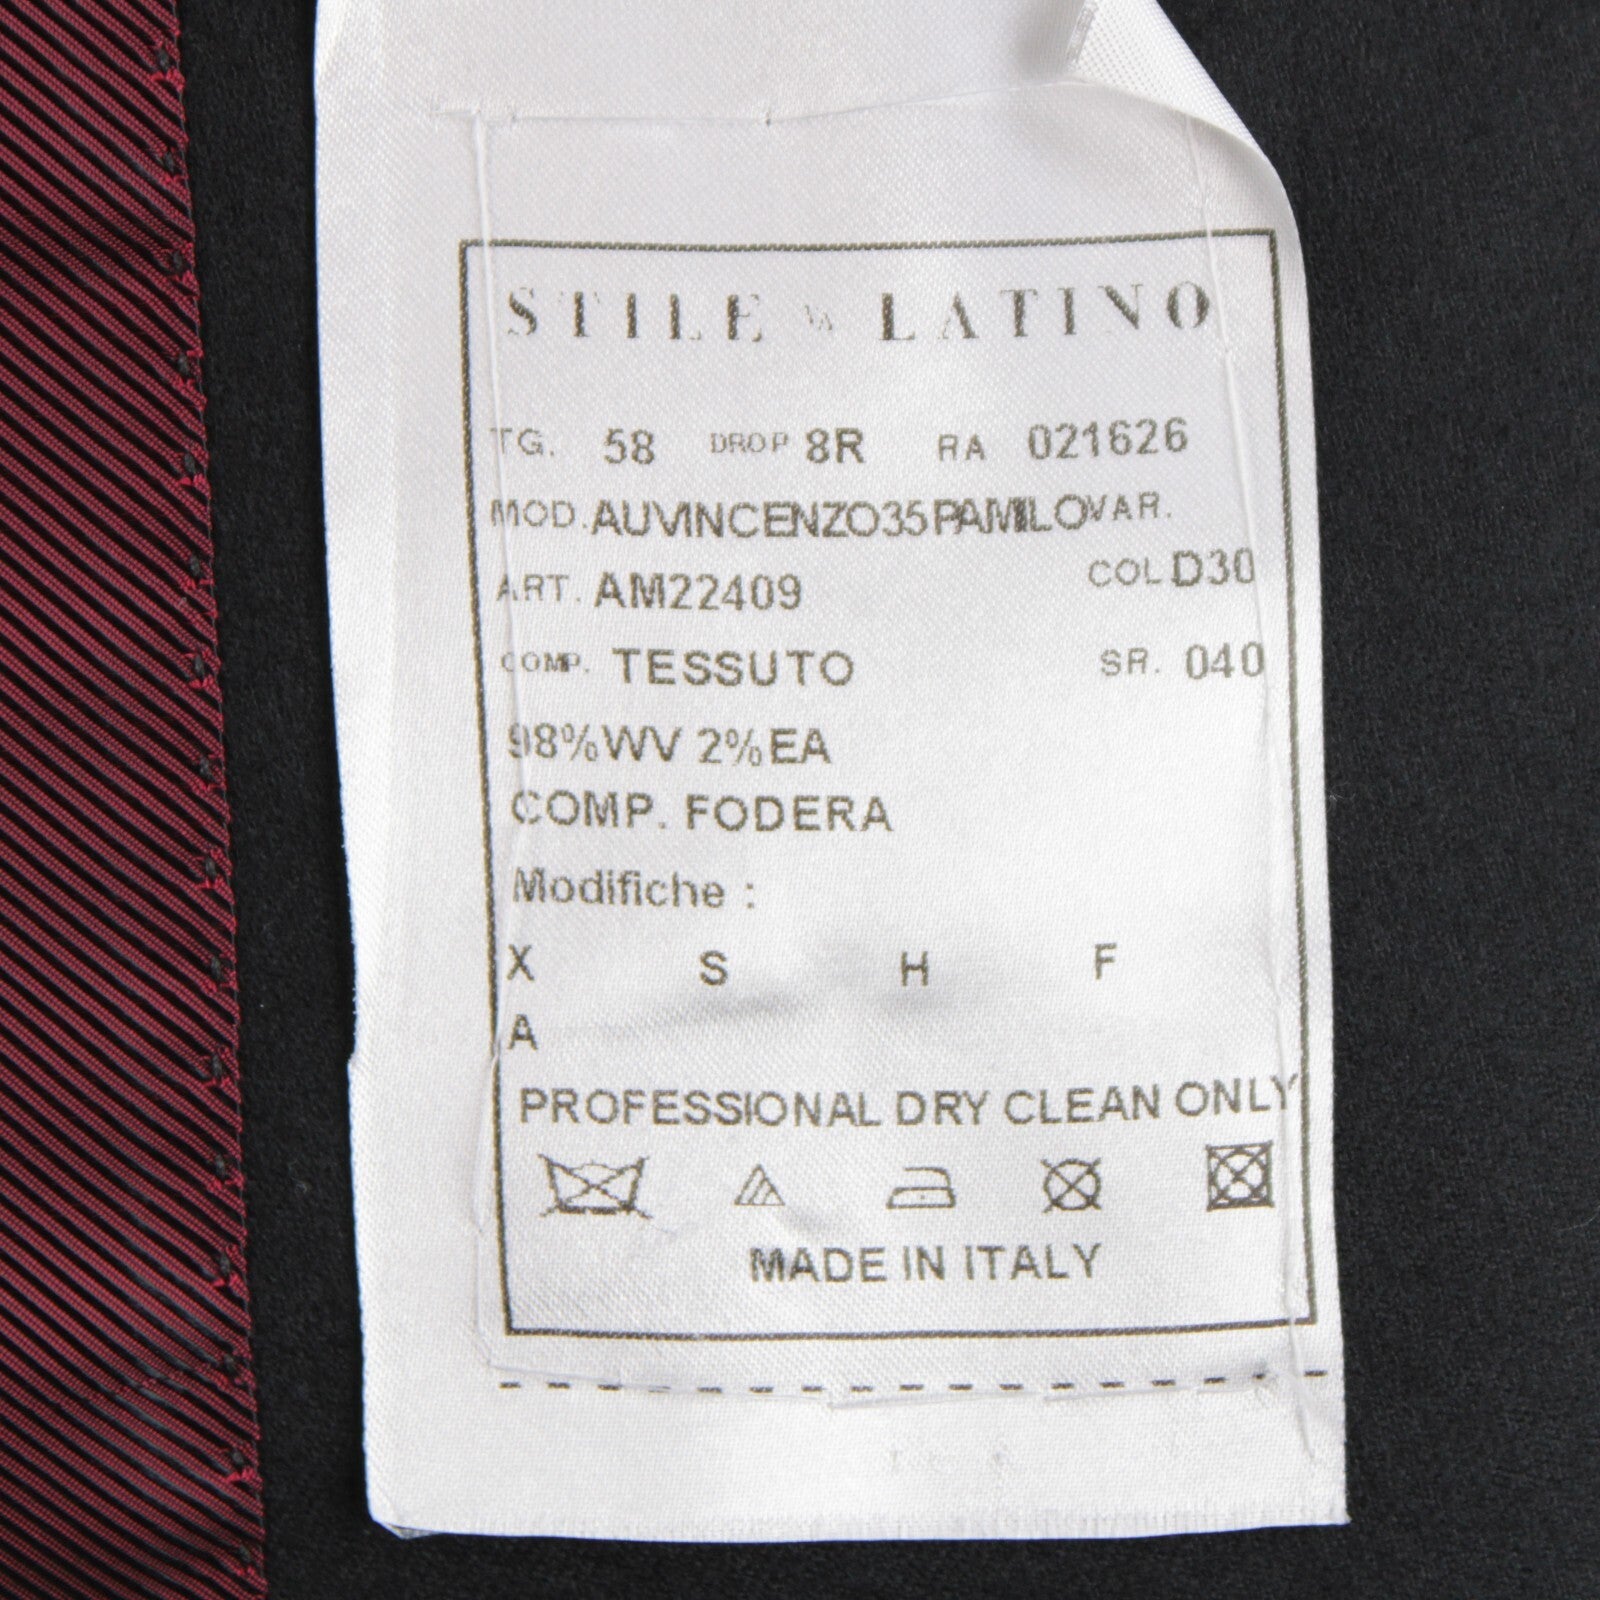 STILE LATINO
TG. 58 DROP 8R RA 021626
MOD. AUVINCENZO35PAMILO VAR.
ART. AM22409 COL D30
COMP. TESSUTO SR. 040
98%WV 2%EA
COMP. FODERA
Modifiche :
X S H F
A
PROFESSIONAL DRY CLEAN ONLY
MADE IN ITALY